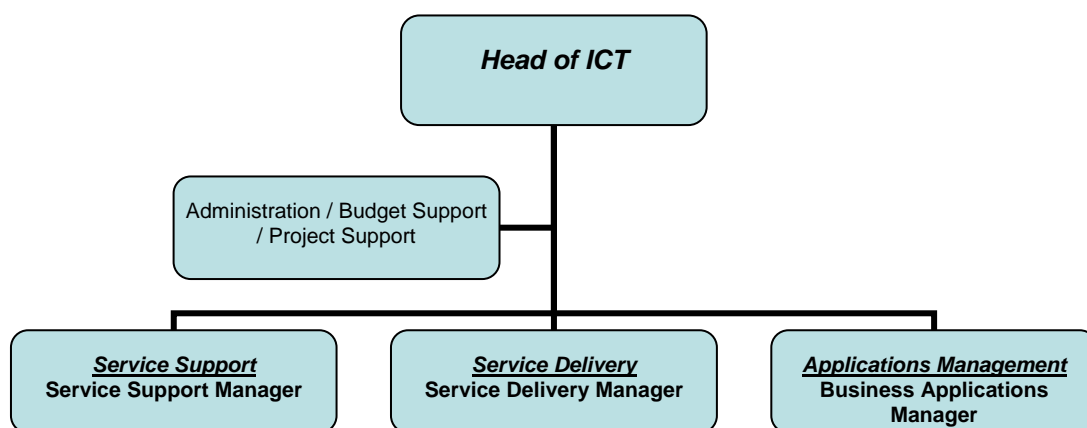 Head of ICT
Administration / Budget Support
/ Project Support
Service Support
Service Support Manager
Service Delivery
Service Delivery Manager
Applications Management
Business Applications
Manager